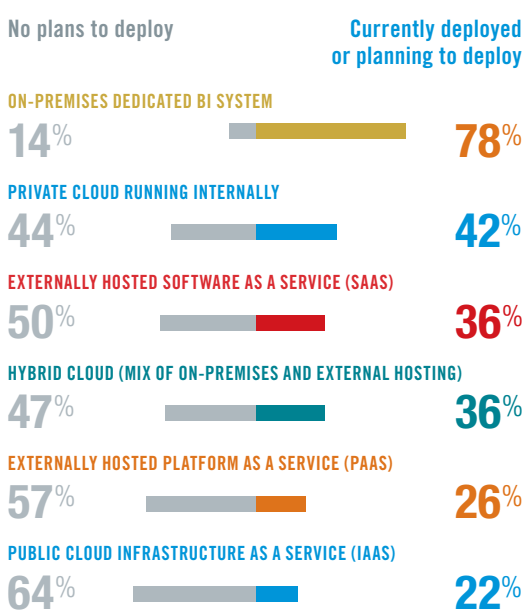 No plans to deploy
Currently deployed
or planning to deploy
ON-PREMISES DEDICATED BI SYSTEM
14%
78%
PRIVATE CLOUD RUNNING INTERNALLY
44%
42%
EXTERNALLY HOSTED SOFTWARE AS A SERVICE (SAAS)
50%
36%
HYBRID CLOUD (MIX OF ON-PREMISES AND EXTERNAL HOSTING)
47%
36%
EXTERNALLY HOSTED PLATFORM AS A SERVICE (PAAS)
57%
26%
PUBLIC CLOUD INFRASTRUCTURE AS A SERVICE (IAAS)
64%
22%